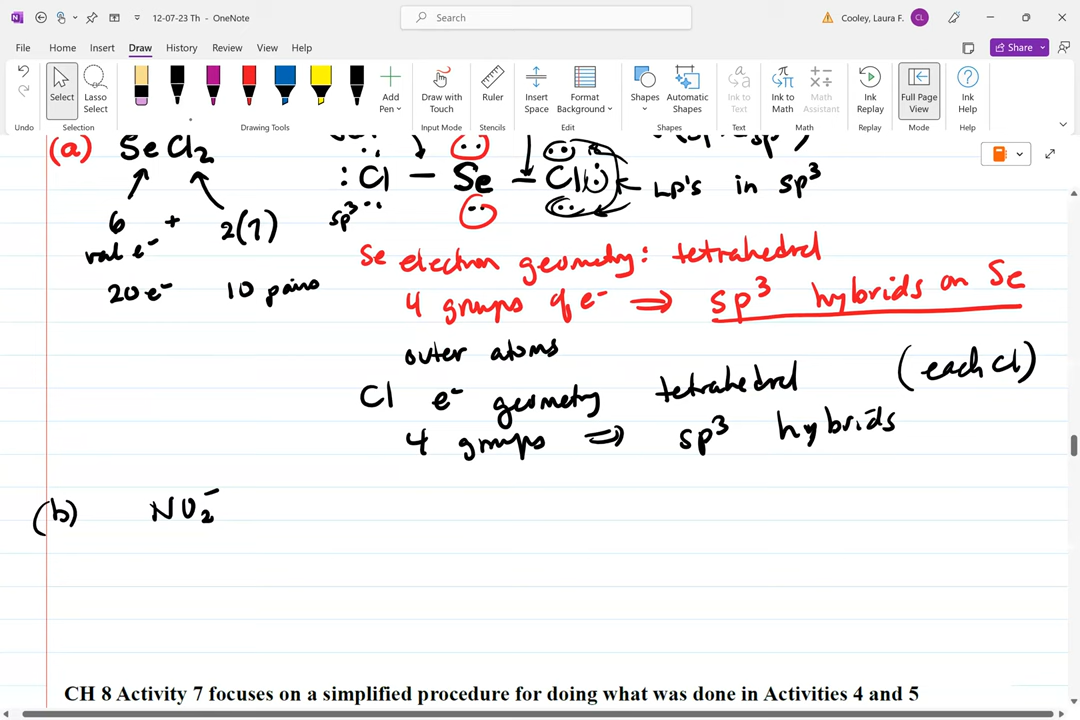 12-07-23 Th - OneNote
Search
Cooley, Laura F.
CL
File Home Insert Draw History Review View Help
Share
Undo
Select
Lasso Select
Add Pen
Draw with Touch
Ruler
Insert Space
Format Background
Shapes
Automatic Shapes
Ink to Text
Ink to Math
Math Assistant
Ink Replay
Full Page View
Ink Help
Undo Selection Drawing Tools Input Mode Stencils Edit Shapes Text Math Replay Mode Help
(a) SeCl2
: Cl — Se — Cl :
LP's in sp3
sp3
6 + 2(7)
val e-
20 e- 10 pairs
Se electron geometry: tetrahedral
4 groups of e- ⇒ sp3 hybrids on Se
outer atoms
Cl e- geometry tetrahedral (each Cl)
4 groups ⇒ sp3 hybrids
(b) NO2-
CH 8 Activity 7 focuses on a simplified procedure for doing what was done in Activities 4 and 5